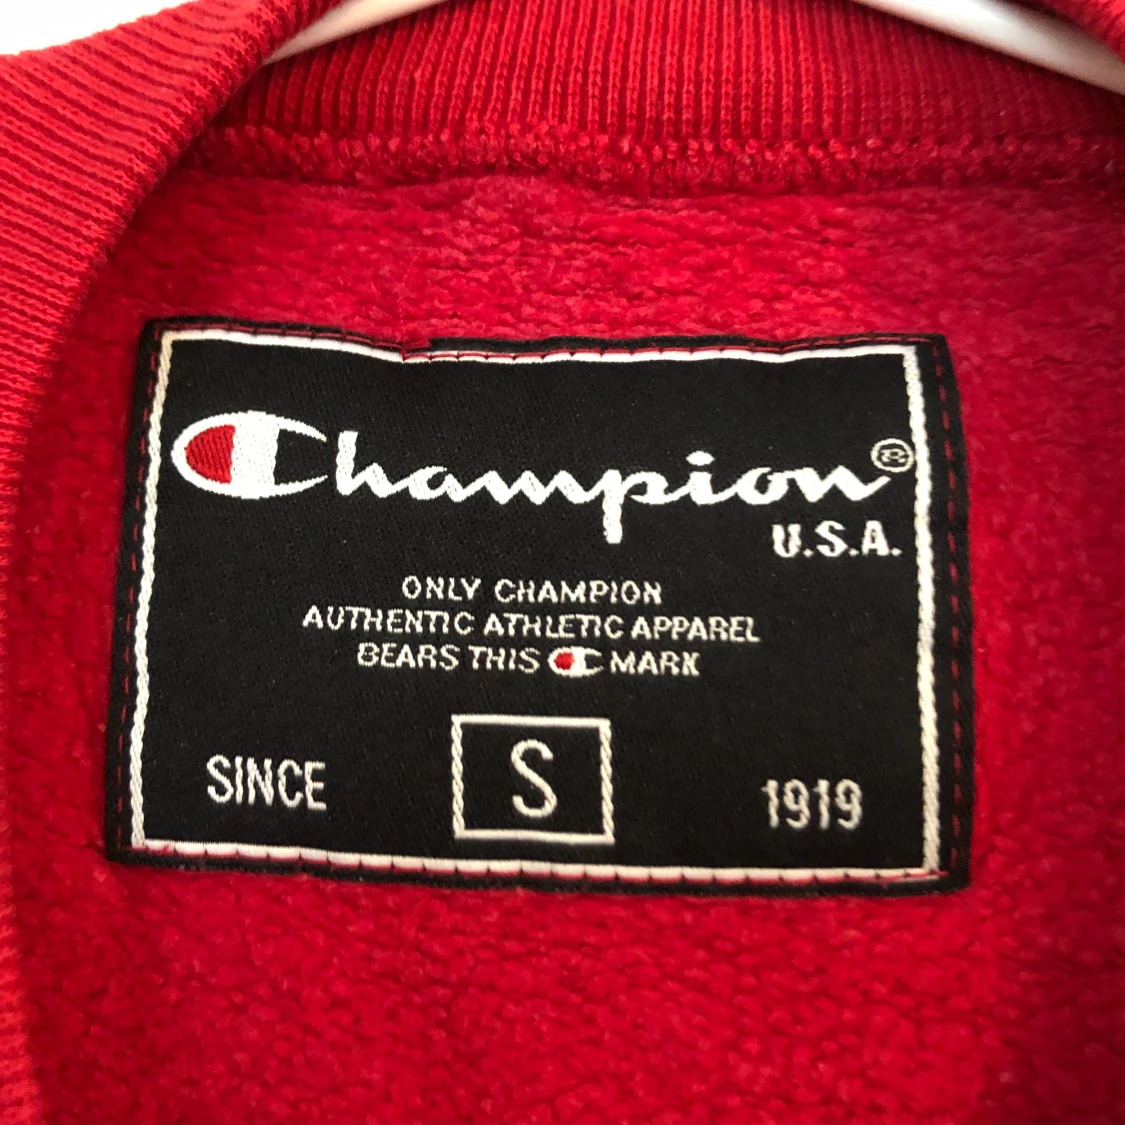 Champion®
U.S.A.
ONLY CHAMPION
AUTHENTIC ATHLETIC APPAREL
BEARS THIS C MARK
SINCE S 1919